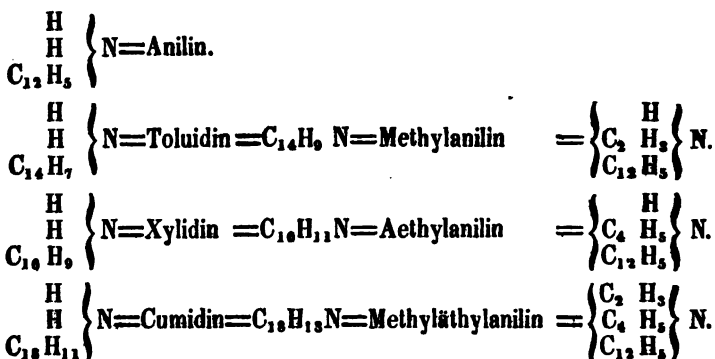 H
H } N=Anilin.
C₁₂H₅
H H
H } N=Toluidin=C₁₄H₉ N=Methylanilin = { C₂ H₃ } N.
C₁₄H₇ C₁₂H₅
H H
H } N=Xylidin =C₁₆H₁₁N=Aethylanilin = { C₄ H₅ } N.
C₁₆H₉ C₁₂H₅
H C₂ H₃
H } N=Cumidin=C₁₈H₁₃N=Methyläthylanilin = { C₄ H₅ } N.
C₁₈H₁₁ C₁₂H₅